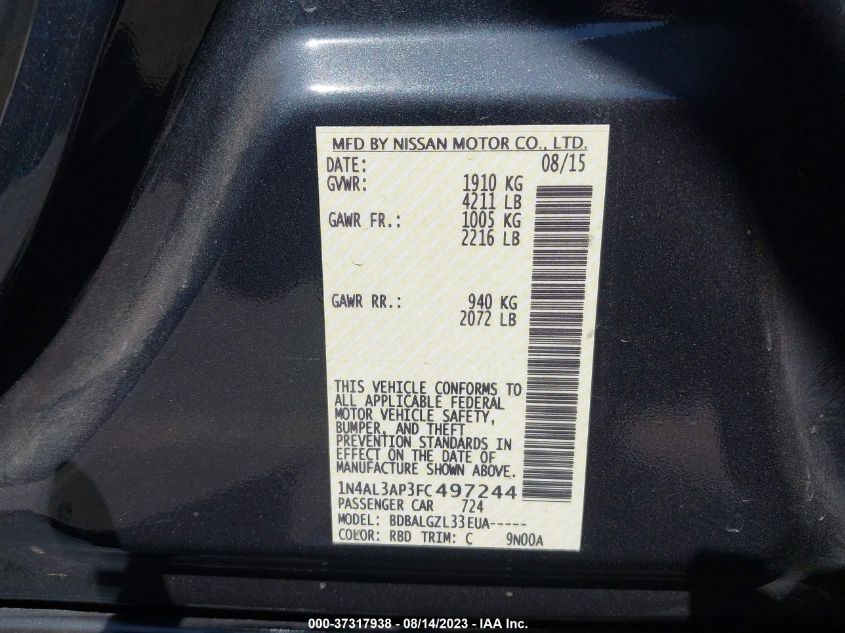 MFD BY NISSAN MOTOR CO., LTD.
DATE: 08/15
GVWR: 1910 KG
4211 LB
GAWR FR.: 1005 KG
2216 LB
GAWR RR.: 940 KG
2072 LB
THIS VEHICLE CONFORMS TO
ALL APPLICABLE FEDERAL
MOTOR VEHICLE SAFETY,
BUMPER, AND THEFT
PREVENTION STANDARDS IN
EFFECT ON THE DATE OF
MANUFACTURE SHOWN ABOVE.
1N4AL3AP3FC497244
PASSENGER CAR 724
MODEL: BDBALGZL33EUA-----
COLOR: RBD TRIM: C 9N00A
000-37317938 - 08/14/2023 - IAA Inc.